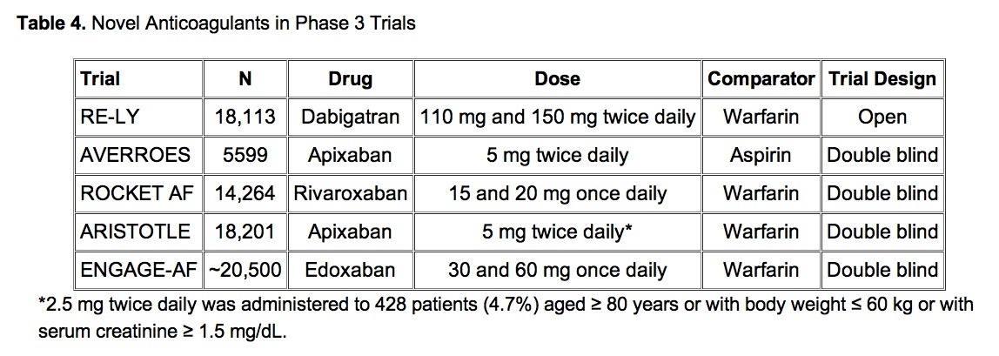 Table 4. Novel Anticoagulants in Phase 3 Trials
Trial N Drug Dose Comparator Trial Design
RE-LY 18,113 Dabigatran 110 mg and 150 mg twice daily Warfarin Open
AVERROES 5599 Apixaban 5 mg twice daily Aspirin Double blind
ROCKET AF 14,264 Rivaroxaban 15 and 20 mg once daily Warfarin Double blind
ARISTOTLE 18,201 Apixaban 5 mg twice daily* Warfarin Double blind
ENGAGE-AF ~20,500 Edoxaban 30 and 60 mg once daily Warfarin Double blind
*2.5 mg twice daily was administered to 428 patients (4.7%) aged ≥ 80 years or with body weight ≤ 60 kg or with
serum creatinine ≥ 1.5 mg/dL.